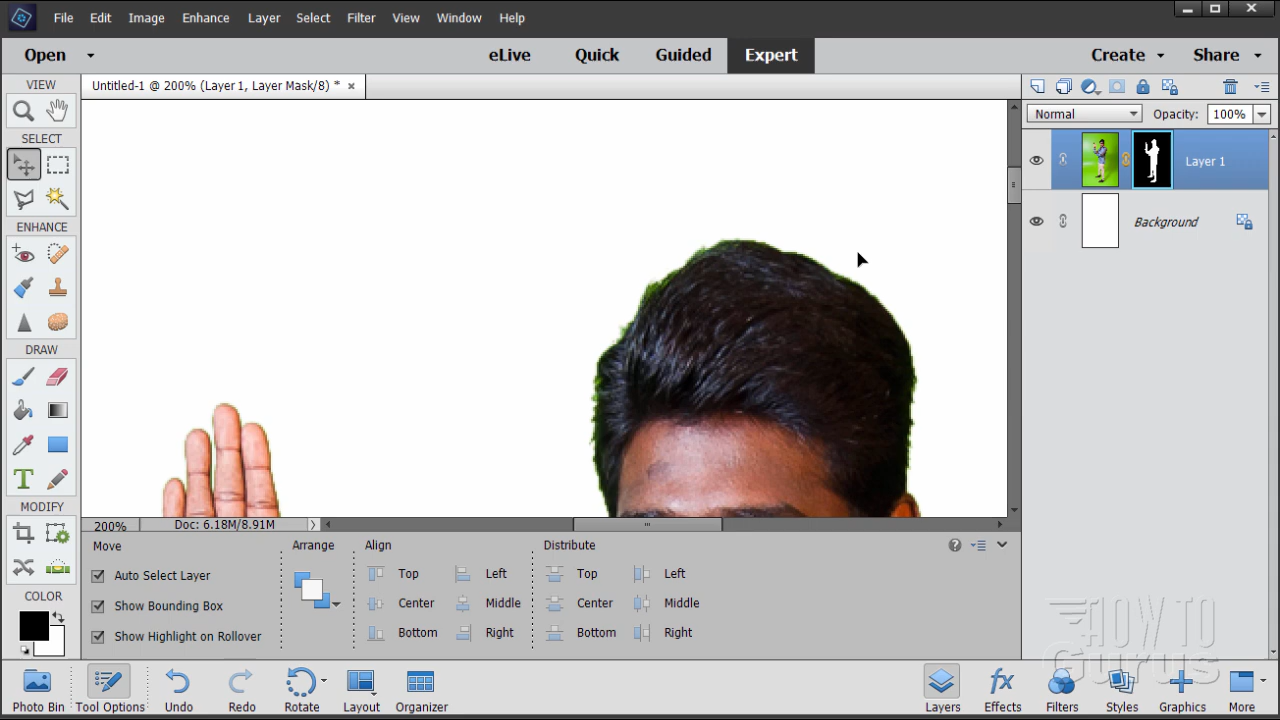 File Edit Image Enhance Layer Select Filter View Window Help
Open eLive Quick Guided Expert Create Share
VIEW
Untitled-1 @ 200% (Layer 1, Layer Mask/8) * ×
Normal Opacity: 100%
SELECT
Layer 1
Background
ENHANCE
DRAW
MODIFY
200% Doc: 6.18M/8.91M
Move Arrange Align Distribute
Auto Select Layer Top Left Top Left
COLOR
Show Bounding Box Center Middle Center Middle
Show Highlight on Rollover Bottom Right Bottom Right
HOW TO
Gurus
Photo Bin Tool Options Undo Redo Rotate Layout Organizer Layers Effects Filters Styles Graphics More